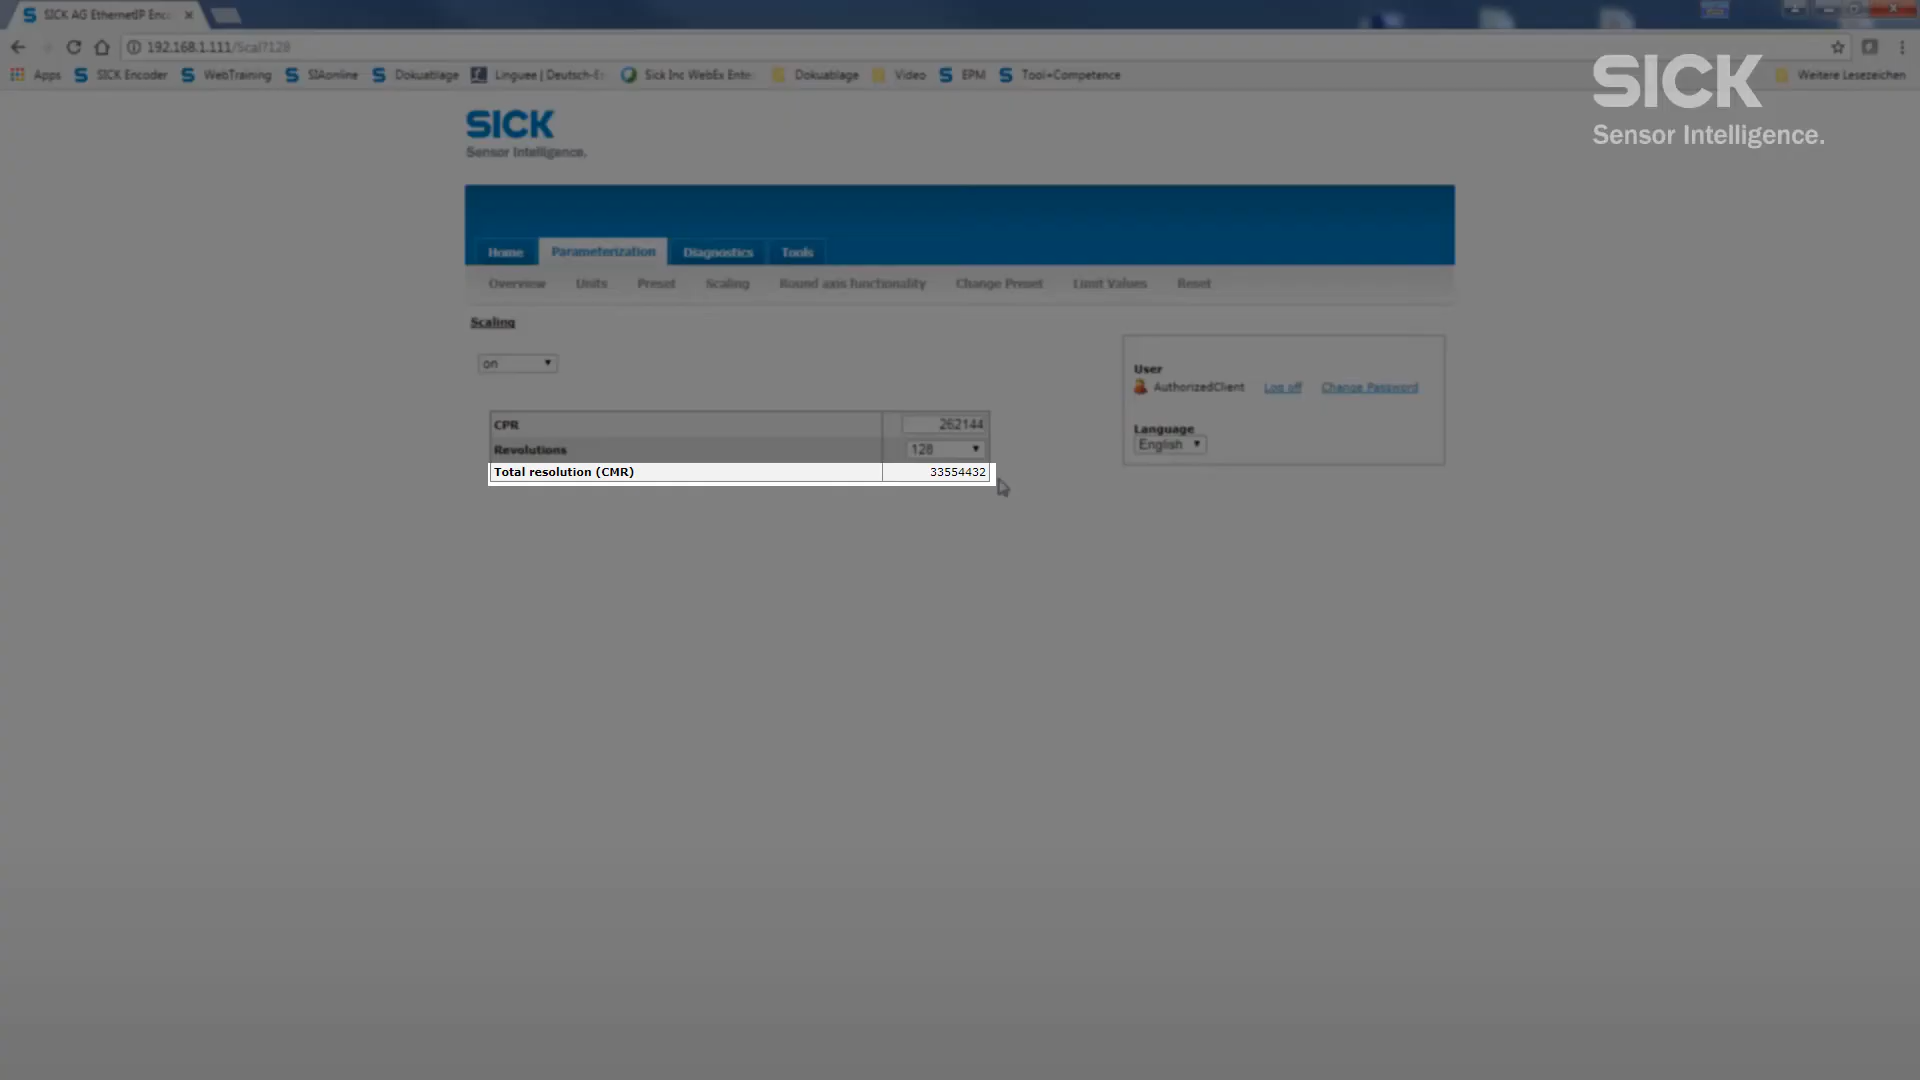 SICK AG EthernetIP Enc
192.168.1.111/Scal?128
Apps SICK Encoder WebTraining SIAonline Dokuablage Linguee | Deutsch-E Sick Inc WebEx Ente Dokuablage Video EPM Tool+Competence Weitere Lesezeichen
SICK
Sensor Intelligence.
SICK
Sensor Intelligence.
Home Parameterization Diagnostics Tools
Overview Units Preset Scaling Round axis functionality Change Preset Limit Values Reset
Scaling
on
User
AuthorizedClient Log off Change Password
Language
English
CPR 262144
Revolutions 128
Total resolution (CMR) 33554432